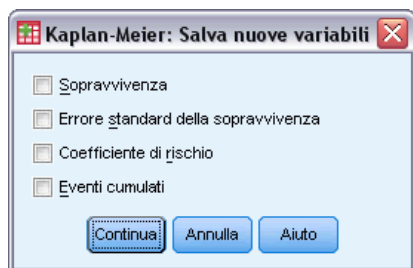 Kaplan-Meier: Salva nuove variabili
Sopravvivenza
Errore standard della sopravvivenza
Coefficiente di rischio
Eventi cumulati
Continua Annulla Aiuto